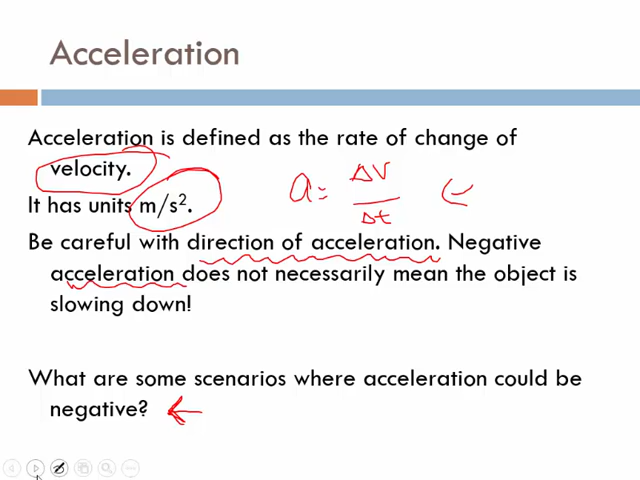 Acceleration
Acceleration is defined as the rate of change of
velocity.
a = ΔV
Δt
It has units m/s².
Be careful with direction of acceleration. Negative
acceleration does not necessarily mean the object is
slowing down!
What are some scenarios where acceleration could be
negative?